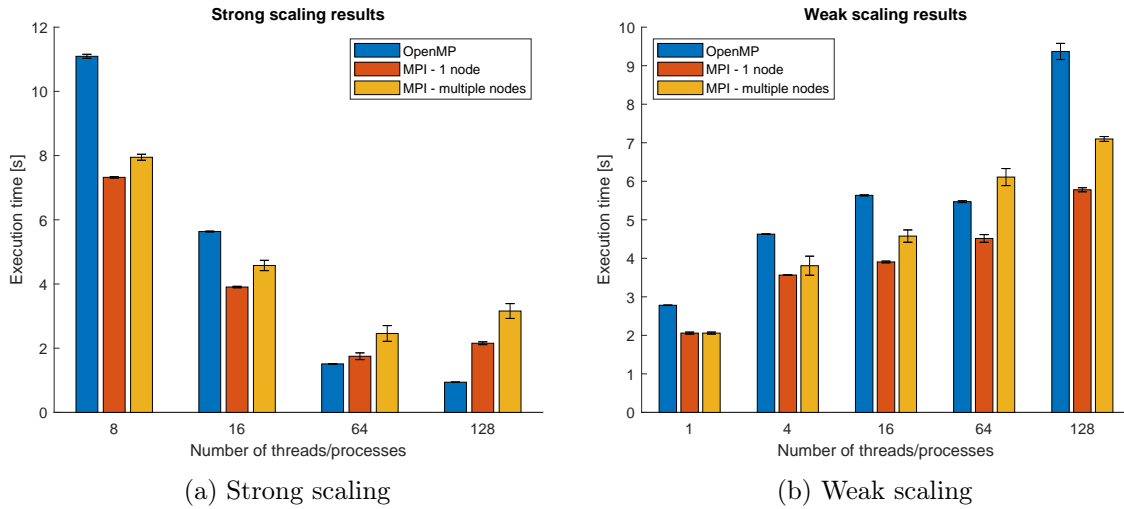 Strong scaling results
12
10
8
6
4
2
0
Execution time [s]
OpenMP
MPI - 1 node
MPI - multiple nodes
8 16 64 128
Number of threads/processes
(a) Strong scaling
Weak scaling results
10
9
8
7
6
5
4
3
2
1
0
Execution time [s]
OpenMP
MPI - 1 node
MPI - multiple nodes
1 4 16 64 128
Number of threads/processes
(b) Weak scaling